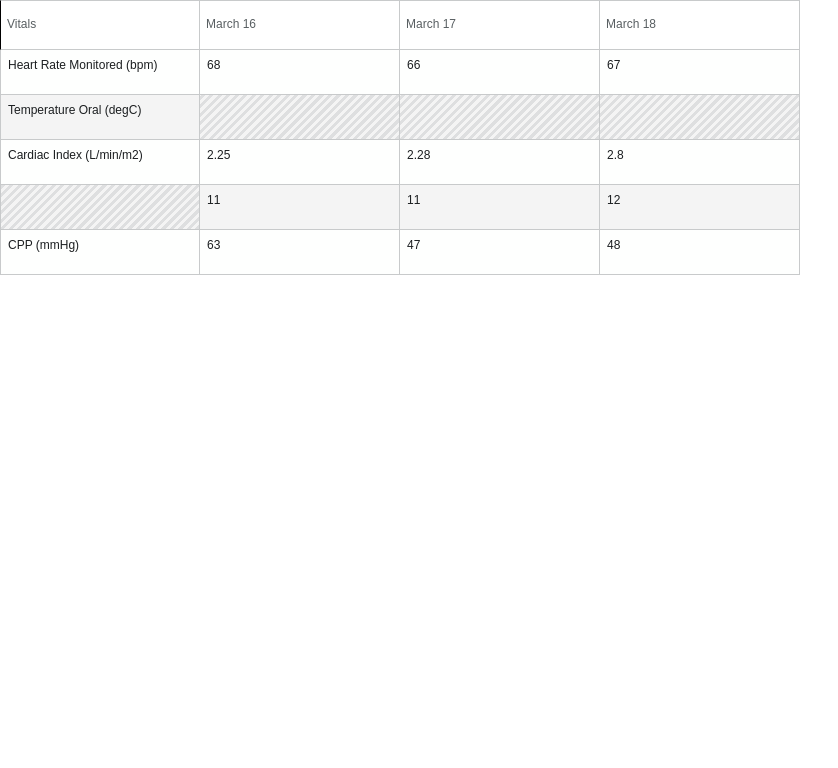 Vitals March 16 March 17 March 18
Heart Rate Monitored (bpm) 68 66 67
Temperature Oral (degC)
Cardiac Index (L/min/m2) 2.25 2.28 2.8
11 11 12
CPP (mmHg) 63 47 48